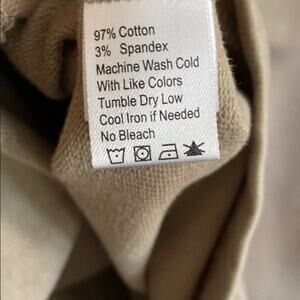 97% Cotton
3% Spandex
Machine Wash Cold
With Like Colors
Tumble Dry Low
Cool Iron if Needed
No Bleach